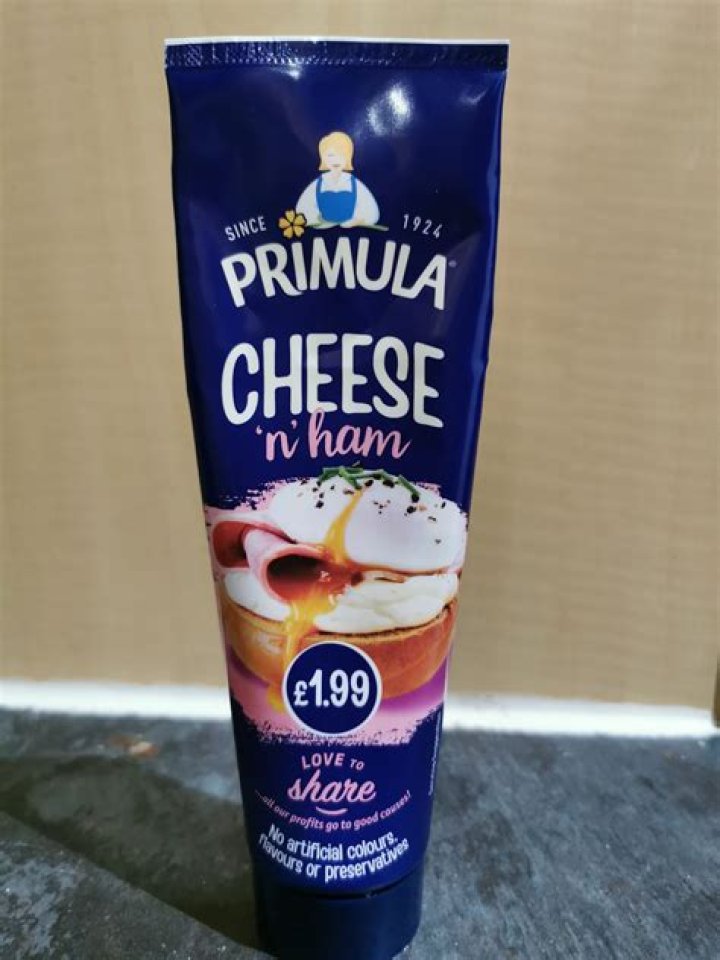 SINCE 1924
PRIMULA
CHEESE
'n' ham
£1.99
LOVE TO
share
...all our profits go to good causes!
No artificial colours,
flavours or preservatives